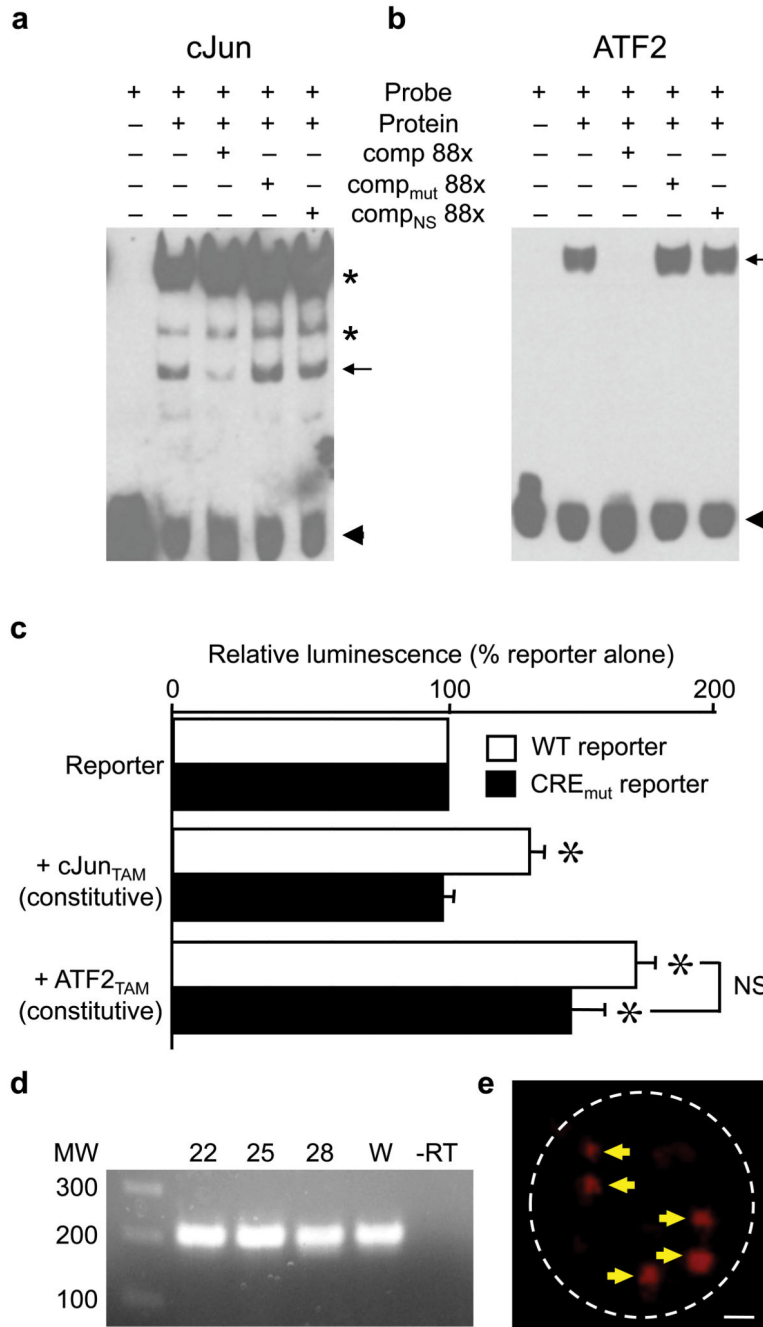 a
cJun
b
ATF2
+ + + + + Probe + + + + +
– + + + + Protein – + + + +
– – + – – comp 88x – – + – –
– – – + – comp_mut 88x – – – + –
– – – – + comp_NS 88x – – – – +
*
*
c
Relative luminescence (% reporter alone)
0 100 200
WT reporter
CRE_mut reporter
Reporter
+ cJun_TAM
(constitutive)
*
+ ATF2_TAM
(constitutive)
*
*
NS
d
MW 22 25 28 W -RT
300
200
100
e